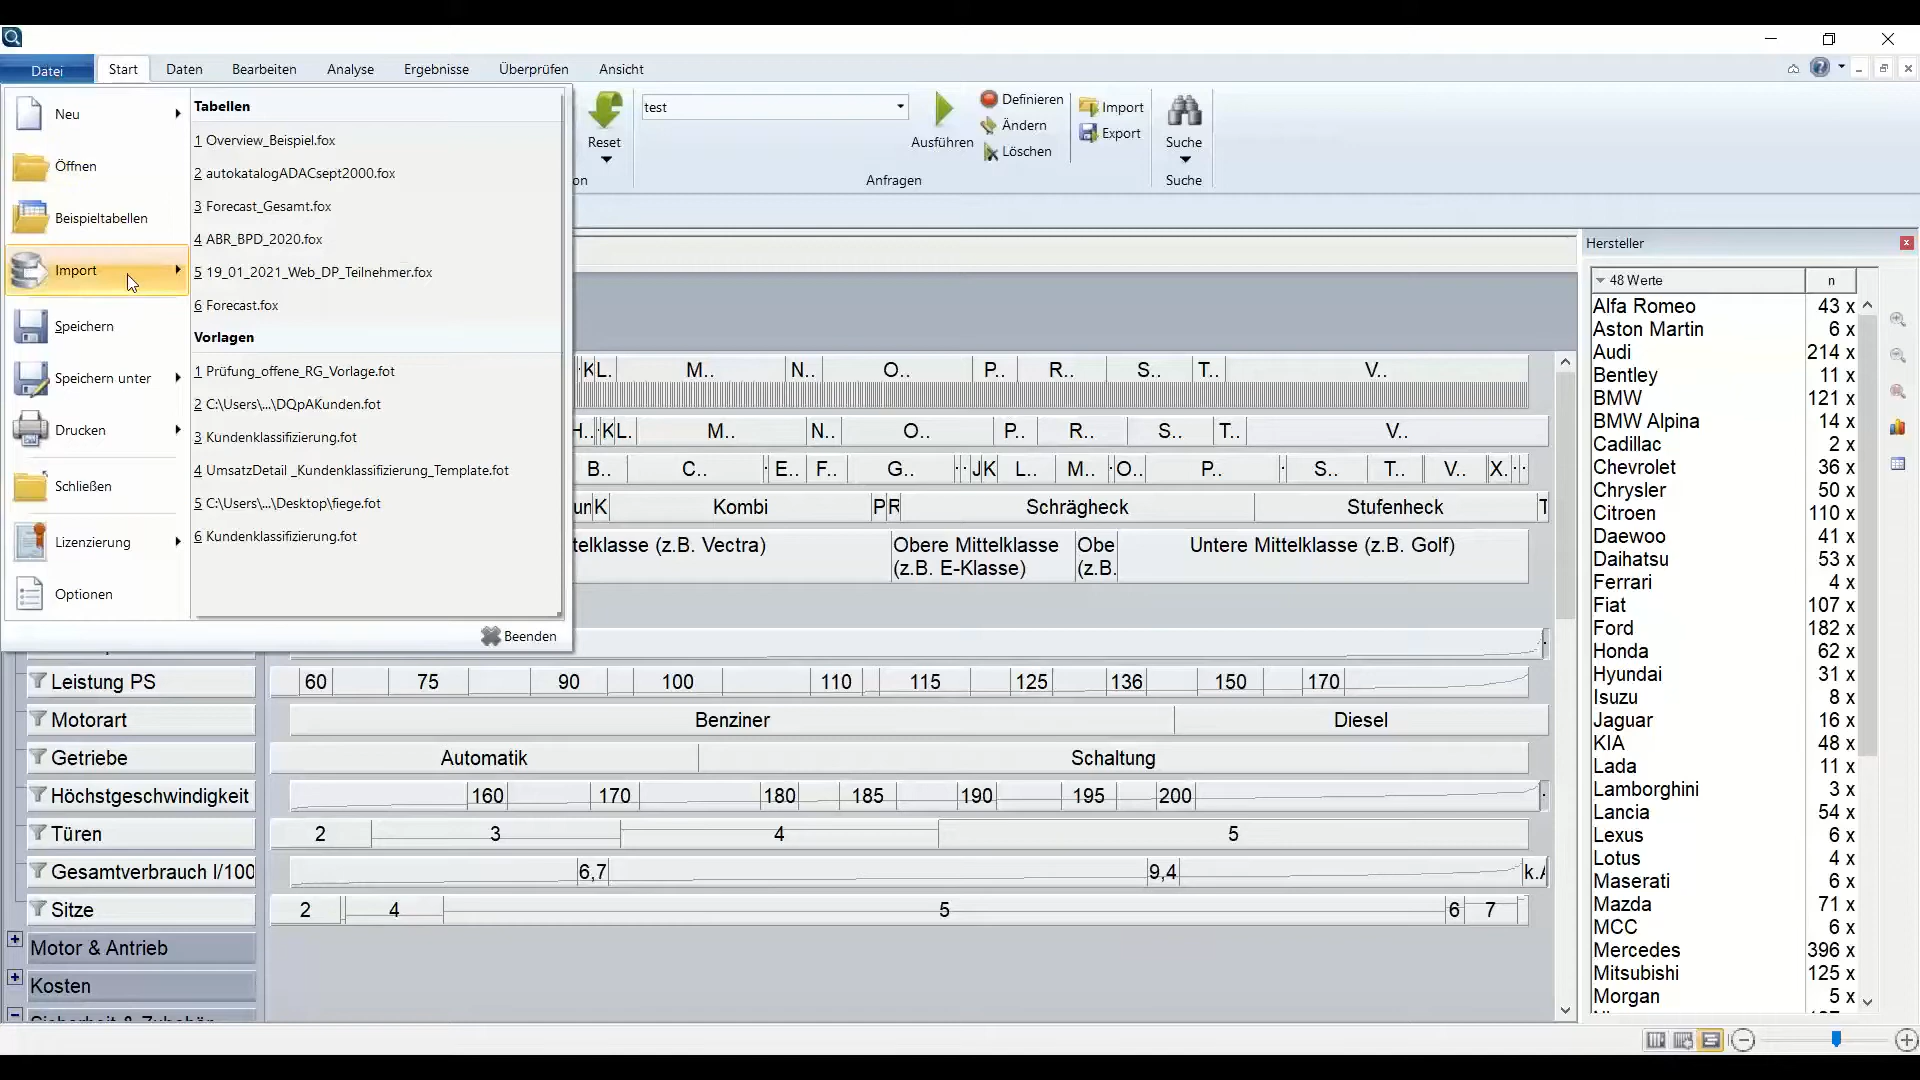 Datei Start Daten Bearbeiten Analyse Ergebnisse Überprüfen Ansicht
Neu
Öffnen
Beispieltabellen
Import
Speichern
Speichern unter
Drucken
Schließen
Lizenzierung
Optionen
Tabellen
1 Overview_Beispiel.fox
2 autokatalogADACsept2000.fox
3 Forecast_Gesamt.fox
4 ABR_BPD_2020.fox
5 19_01_2021_Web_DP_Teilnehmer.fox
6 Forecast.fox
Vorlagen
1 Prüfung_offene_RG_Vorlage.fot
2 C:\Users\...\DQpAKunden.fot
3 Kundenklassifizierung.fot
4 UmsatzDetail _Kundenklassifizierung_Template.fot
5 C:\Users\...\Desktop\fiege.fot
6 Kundenklassifizierung.fot
Beenden
Reset
on
test
Ausführen
Definieren
Ändern
Löschen
Import
Export
Anfragen
Suche
Suche
K L. M.. N.. O.. P.. R.. S.. T.. V..
H.. K L. M.. N.. O.. P.. R.. S.. T.. V..
B.. C.. E.. F.. G.. J K L.. M.. O.. P.. S.. T.. V.. X.
un K Kombi P R Schrägheck Stufenheck T
telklasse (z.B. Vectra) Obere Mittelklasse (z.B. E-Klasse) Obe (z.B. Untere Mittelklasse (z.B. Golf)
Leistung PS 60 75 90 100 110 115 125 136 150 170
Motorart Benziner Diesel
Getriebe Automatik Schaltung
Höchstgeschwindigkeit 160 170 180 185 190 195 200
Türen 2 3 4 5
Gesamtverbrauch l/100 6,7 9,4 k.A
Sitze 2 4 5 6 7
Motor & Antrieb
Kosten
Hersteller
48 Werte n
Alfa Romeo 43 x
Aston Martin 6 x
Audi 214 x
Bentley 11 x
BMW 121 x
BMW Alpina 14 x
Cadillac 2 x
Chevrolet 36 x
Chrysler 50 x
Citroen 110 x
Daewoo 41 x
Daihatsu 53 x
Ferrari 4 x
Fiat 107 x
Ford 182 x
Honda 62 x
Hyundai 31 x
Isuzu 8 x
Jaguar 16 x
KIA 48 x
Lada 11 x
Lamborghini 3 x
Lancia 54 x
Lexus 6 x
Lotus 4 x
Maserati 6 x
Mazda 71 x
MCC 6 x
Mercedes 396 x
Mitsubishi 125 x
Morgan 5 x